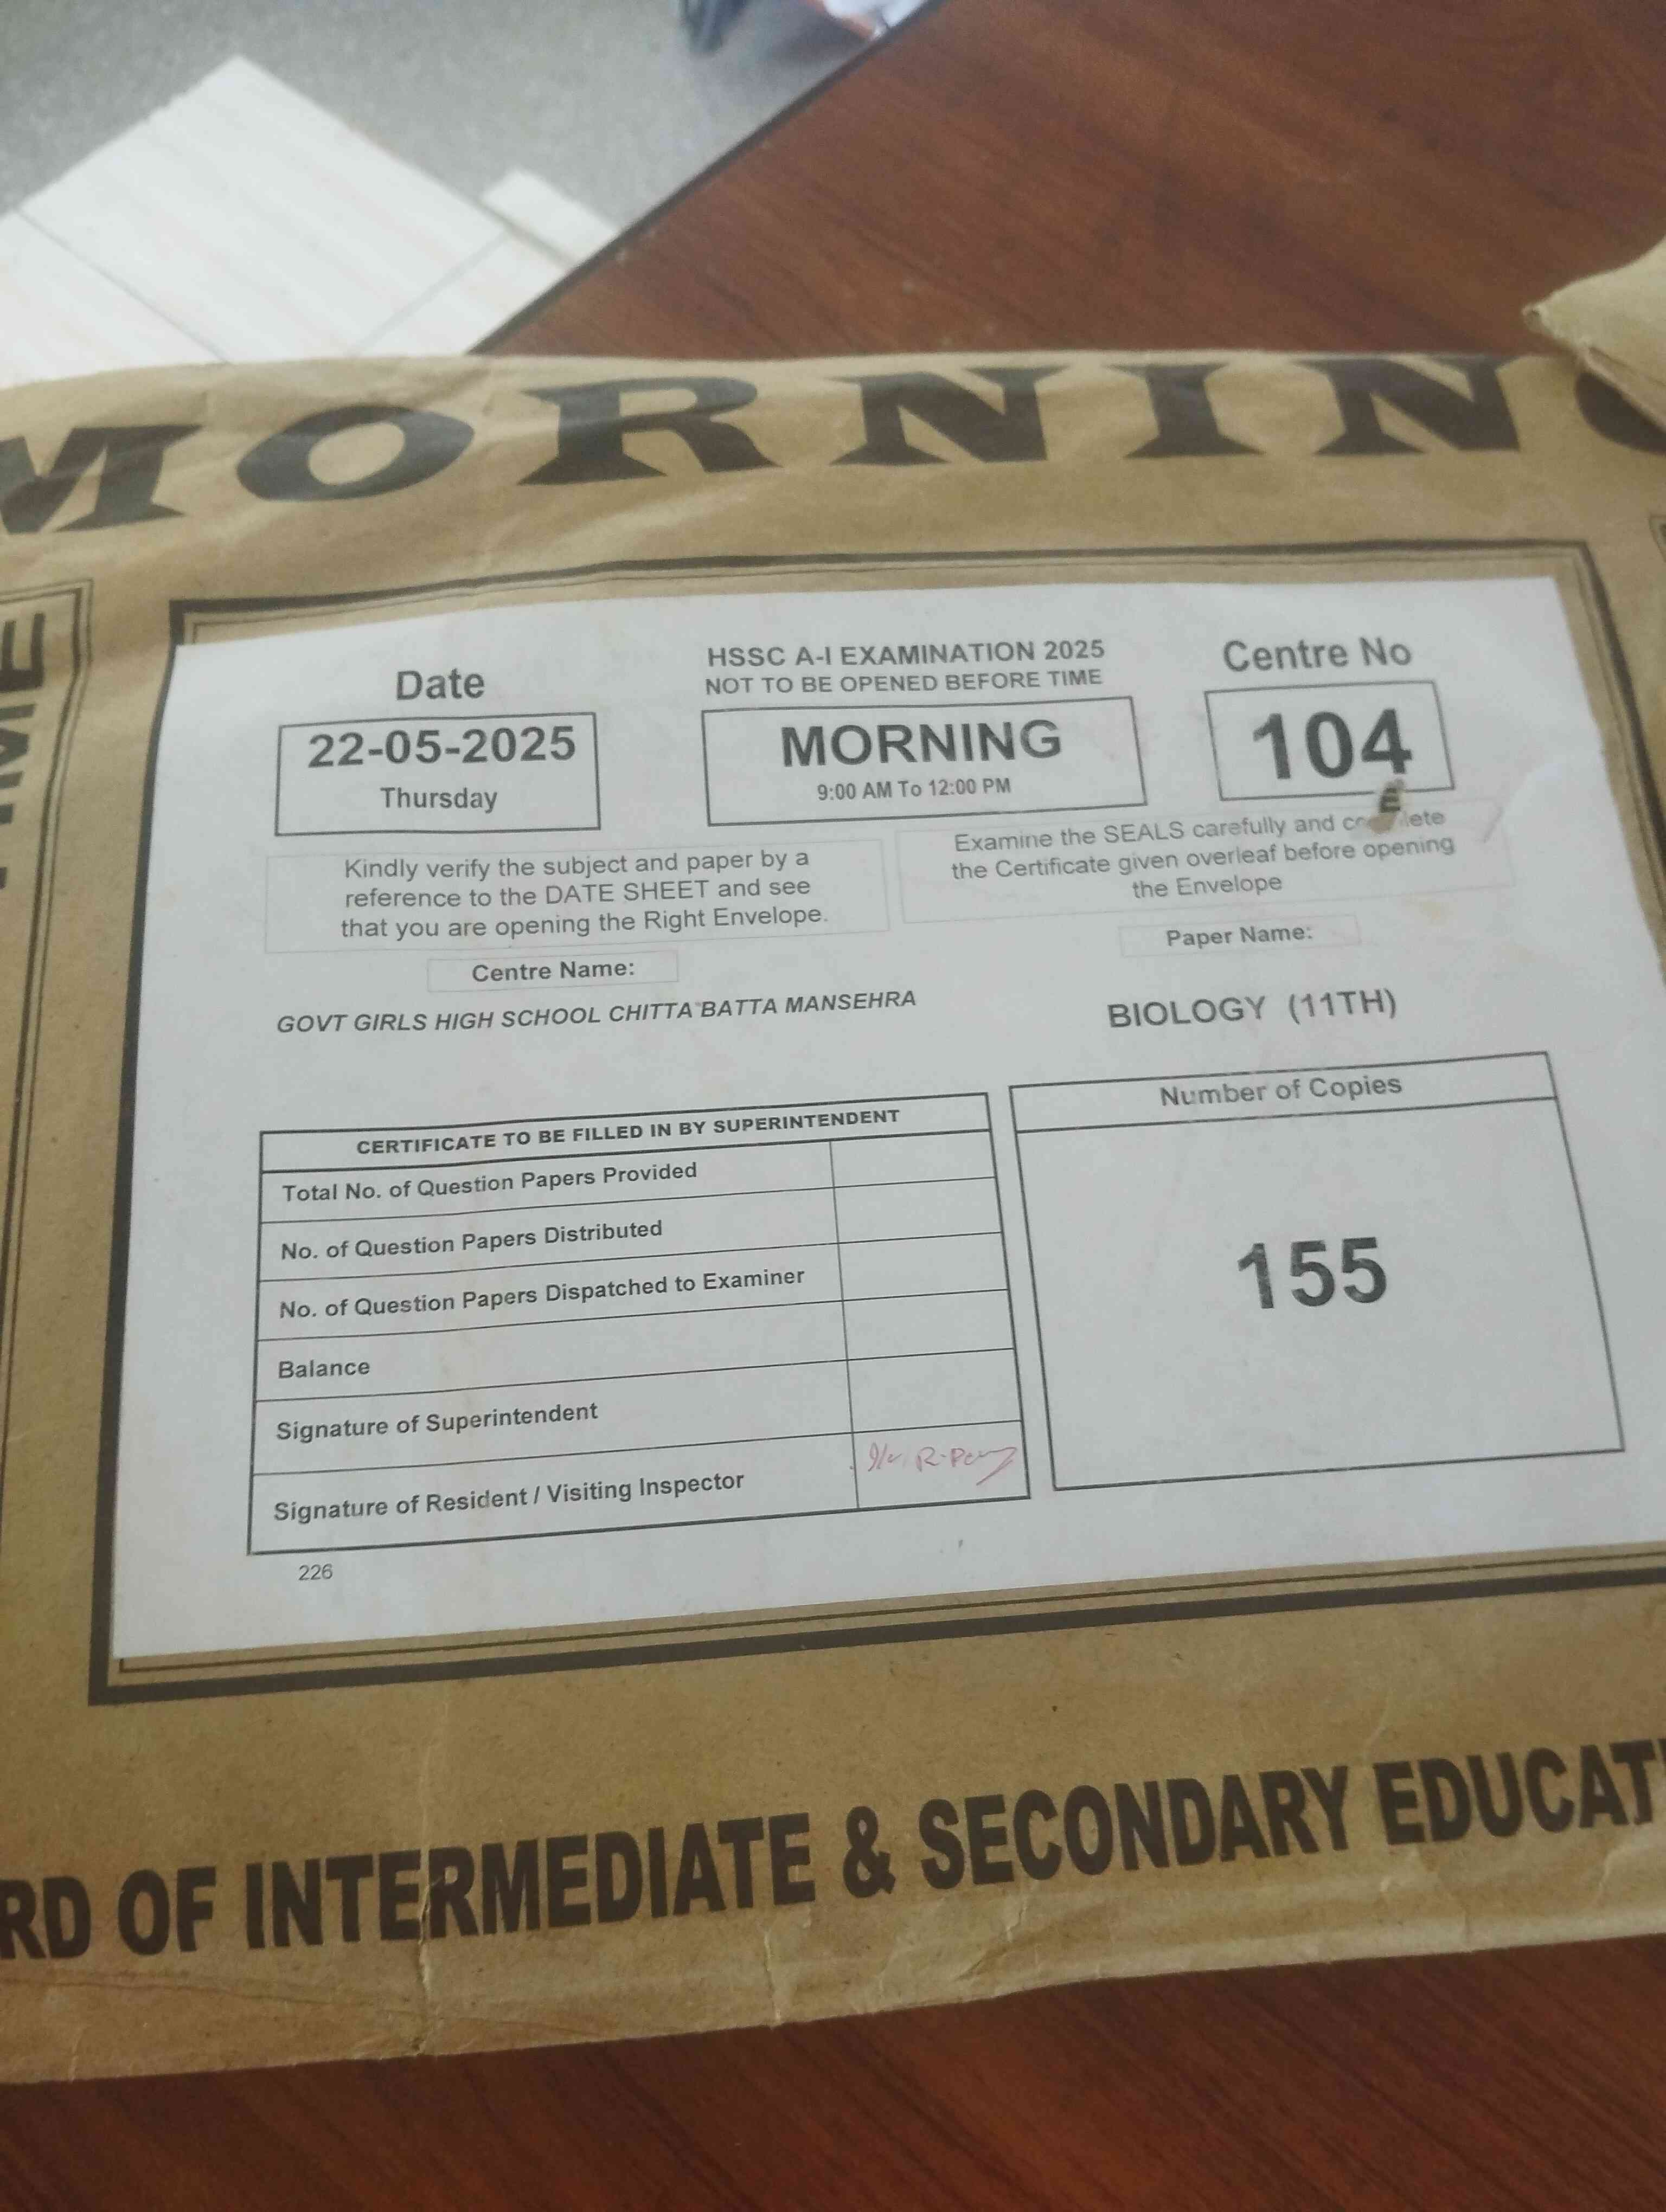 MORNIN
Date
22-05-2025
Thursday
HSSC A-I EXAMINATION 2025
NOT TO BE OPENED BEFORE TIME
MORNING
9:00 AM To 12:00 PM
Centre No
104
Kindly verify the subject and paper by a
reference to the DATE SHEET and see
that you are opening the Right Envelope.
Examine the SEALS carefully and
the Certificate given overleaf before opening
the Envelope
Centre Name:
GOVT GIRLS HIGH SCHOOL CHITTA BATTA MANSEHRA
Paper Name:
BIOLOGY (11TH)
CERTIFICATE TO BE FILLED IN BY SUPERINTENDENT
Total No. of Question Papers Provided
No. of Question Papers Distributed
No. of Question Papers Dispatched to Examiner
Balance
Signature of Superintendent
Signature of Resident / Visiting Inspector
Number of Copies
155
226
RD OF INTERMEDIATE & SECONDARY EDUCAT